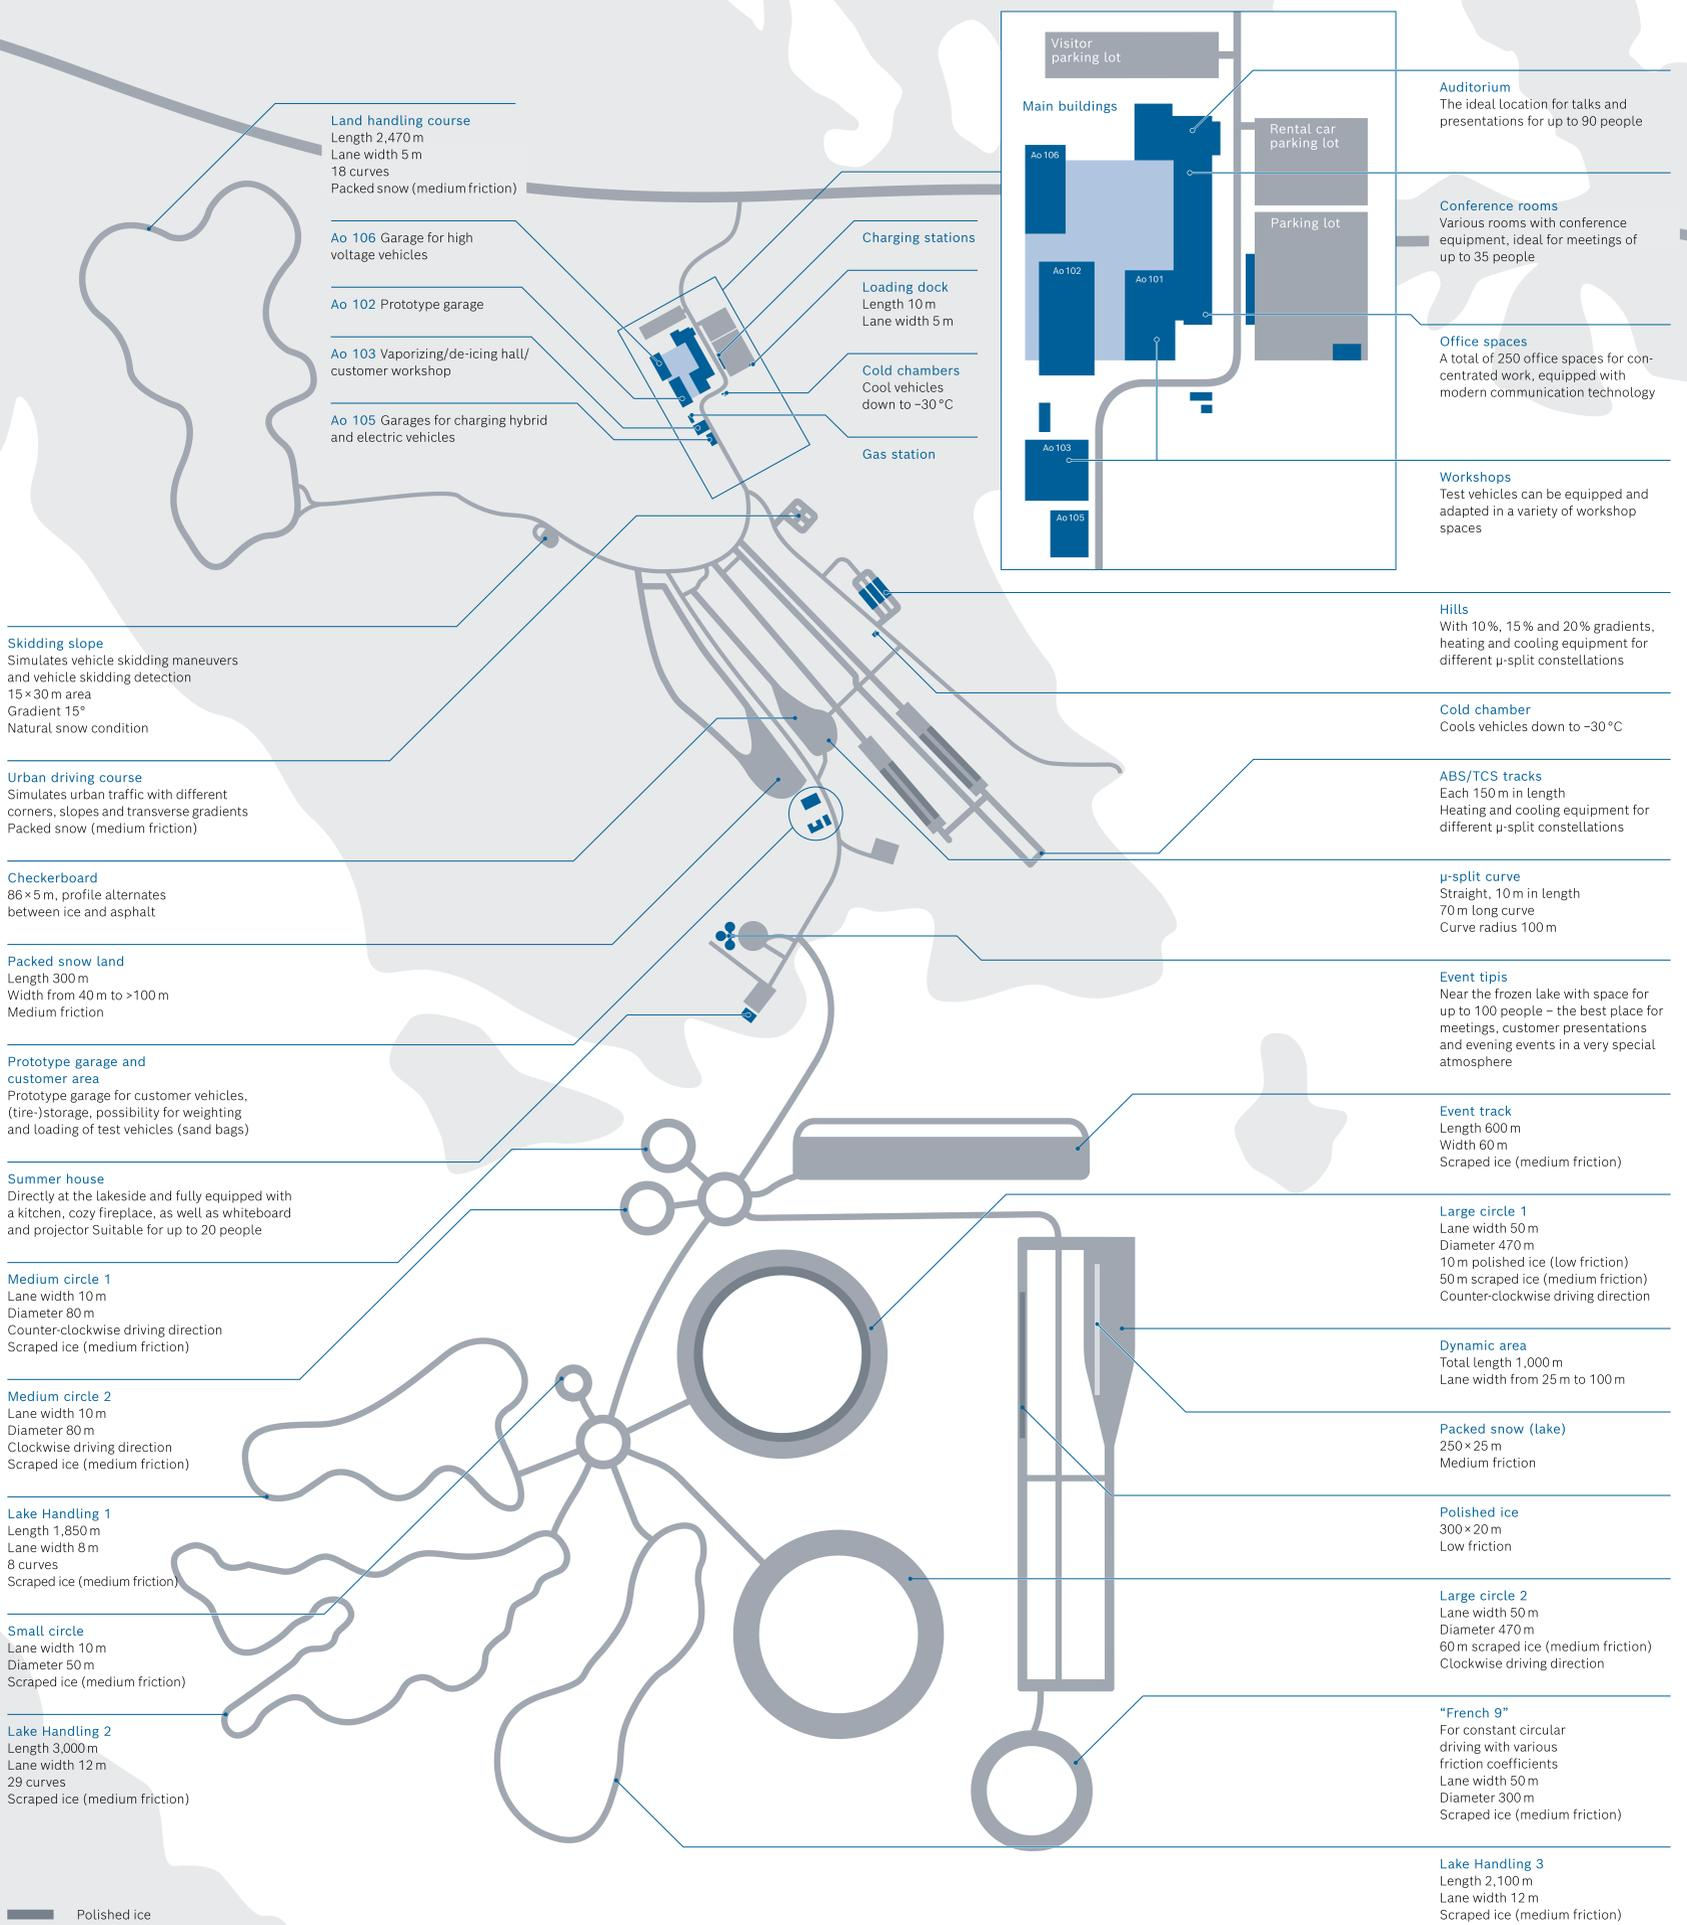 Land handling course
Length 2,470 m
Lane width 5 m
18 curves
Packed snow (medium friction)
Ao 106 Garage for high
voltage vehicles
Ao 102 Prototype garage
Ao 103 Vaporizing/de-icing hall/
customer workshop
Ao 105 Garages for charging hybrid
and electric vehicles
Charging stations
Loading dock
Length 10 m
Lane width 5 m
Cold chambers
Cool vehicles
down to –30 °C
Gas station
Visitor
parking lot
Main buildings
Ao 106
Rental car
parking lot
Parking lot
Ao 102
Ao 101
Ao 103
Ao 105
Auditorium
The ideal location for talks and
presentations for up to 90 people
Conference rooms
Various rooms with conference
equipment, ideal for meetings of
up to 35 people
Office spaces
A total of 250 office spaces for con-
centrated work, equipped with
modern communication technology
Workshops
Test vehicles can be equipped and
adapted in a variety of workshop
spaces
Hills
With 10 %, 15 % and 20 % gradients,
heating and cooling equipment for
different µ-split constellations
Cold chamber
Cools vehicles down to –30 °C
ABS/TCS tracks
Each 150 m in length
Heating and cooling equipment for
different µ-split constellations
µ-split curve
Straight, 10 m in length
70 m long curve
Curve radius 100 m
Event tipis
Near the frozen lake with space for
up to 100 people – the best place for
meetings, customer presentations
and evening events in a very special
atmosphere
Event track
Length 600 m
Width 60 m
Scraped ice (medium friction)
Large circle 1
Lane width 50 m
Diameter 470 m
10 m polished ice (low friction)
50 m scraped ice (medium friction)
Counter-clockwise driving direction
Dynamic area
Total length 1,000 m
Lane width from 25 m to 100 m
Packed snow (lake)
250 × 25 m
Medium friction
Polished ice
300 × 20 m
Low friction
Large circle 2
Lane width 50 m
Diameter 470 m
60 m scraped ice (medium friction)
Clockwise driving direction
“French 9”
For constant circular
driving with various
friction coefficients
Lane width 50 m
Diameter 300 m
Scraped ice (medium friction)
Lake Handling 3
Length 2,100 m
Lane width 12 m
Scraped ice (medium friction)
Skidding slope
Simulates vehicle skidding maneuvers
and vehicle skidding detection
15 × 30 m area
Gradient 15°
Natural snow condition
Urban driving course
Simulates urban traffic with different
corners, slopes and transverse gradients
Packed snow (medium friction)
Checkerboard
86 × 5 m, profile alternates
between ice and asphalt
Packed snow land
Length 300 m
Width from 40 m to >100 m
Medium friction
Prototype garage and
customer area
Prototype garage for customer vehicles,
(tire-)storage, possibility for weighting
and loading of test vehicles (sand bags)
Summer house
Directly at the lakeside and fully equipped with
a kitchen, cozy fireplace, as well as whiteboard
and projector Suitable for up to 20 people
Medium circle 1
Lane width 10 m
Diameter 80 m
Counter-clockwise driving direction
Scraped ice (medium friction)
Medium circle 2
Lane width 10 m
Diameter 80 m
Clockwise driving direction
Scraped ice (medium friction)
Lake Handling 1
Length 1,850 m
Lane width 8 m
8 curves
Scraped ice (medium friction)
Small circle
Lane width 10 m
Diameter 50 m
Scraped ice (medium friction)
Lake Handling 2
Length 3,000 m
Lane width 12 m
29 curves
Scraped ice (medium friction)
Polished ice